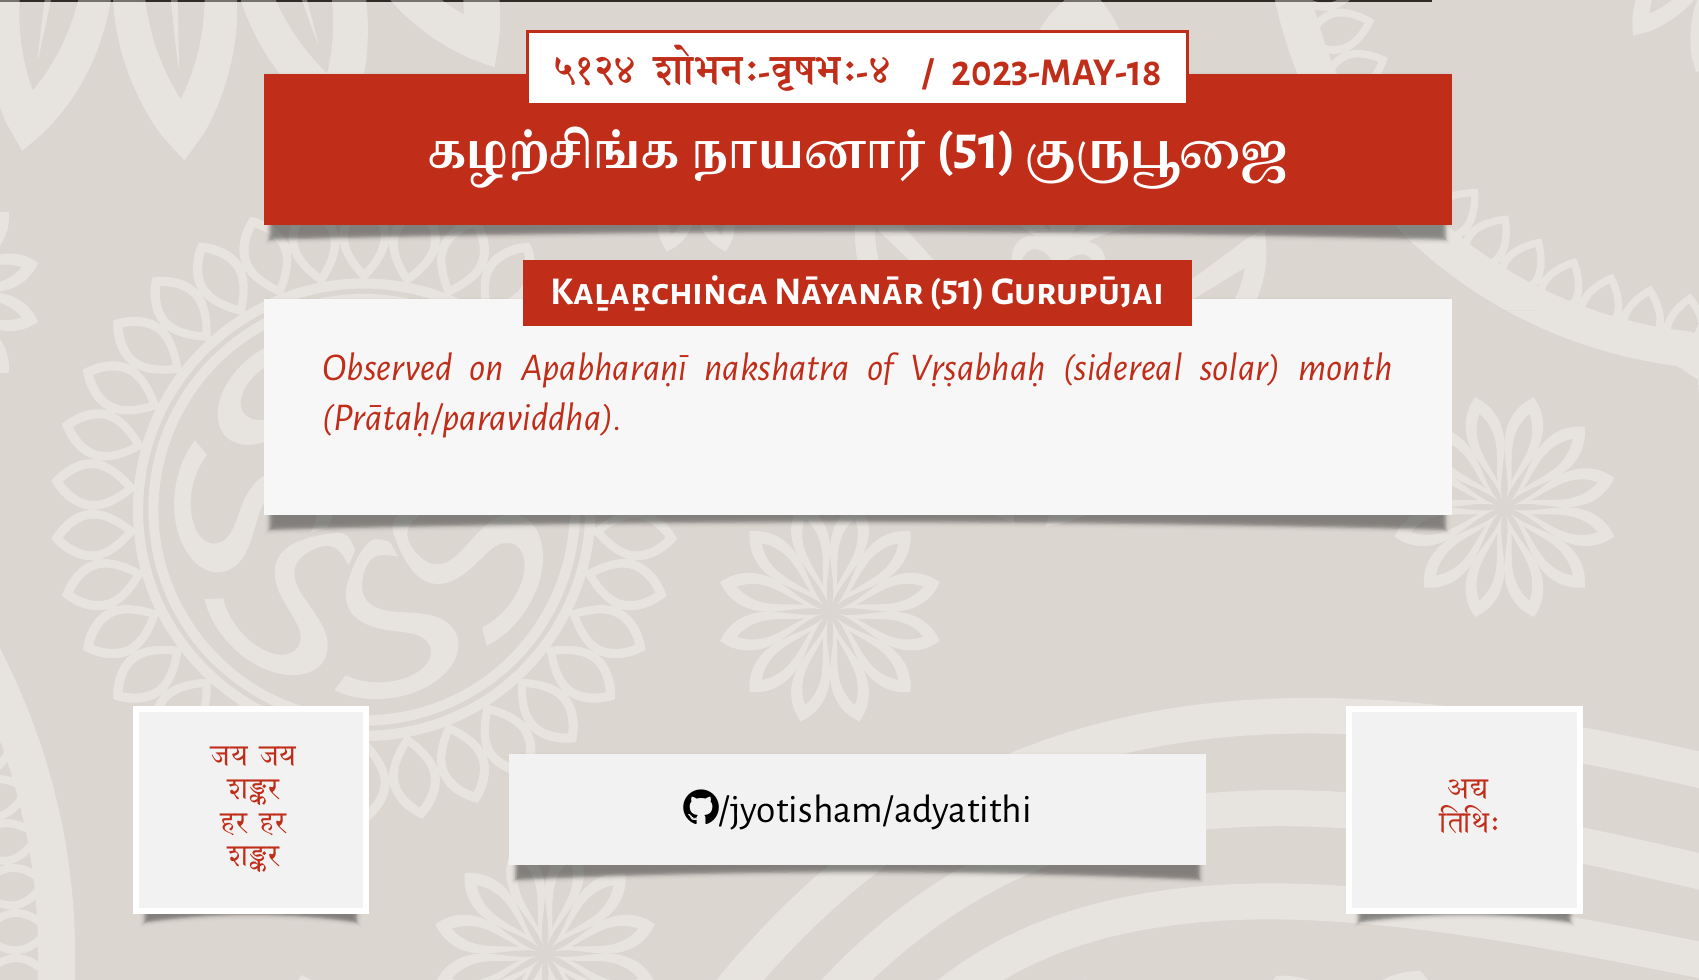 ५१२४ शोभनः-वृषभः-४ / 2023-MAY-18
கழற்சிங்க நாயனார் (51) குருபூஜை
Kaḻaṟchiṅga Nāyanār (51) Gurupūjai
Observed on Apabharaṇī nakshatra of Vṛṣabhaḥ (sidereal solar) month
(Prātaḥ/paraviddha).
जय जय
शङ्कर
हर हर
शङ्कर
/jyotisham/adyatithi
अद्य
तिथिः